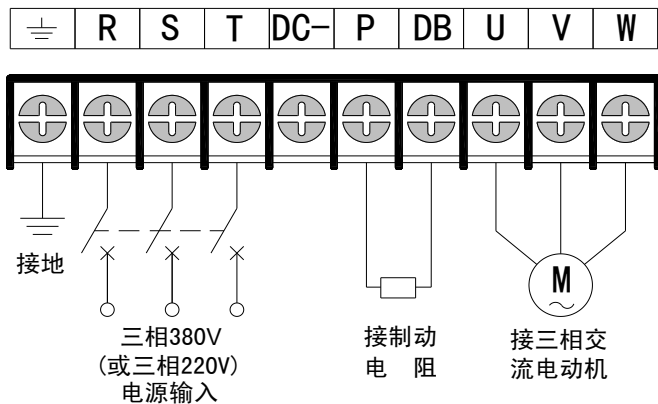 R S T DC- P DB U V W
接地
三相380V
(或三相220V)
电源输入
接制动
电 阻
M
接三相交
流电动机